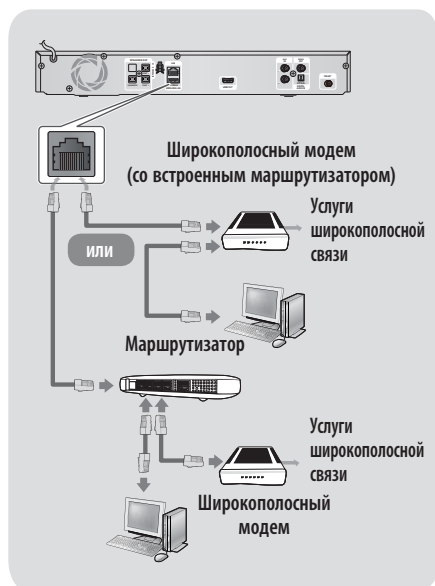 Широкополосный модем
(со встроенным маршрутизатором)
Услуги
широкополосной
связи
или
Маршрутизатор
Услуги
широкополосной
связи
Широкополосный
модем